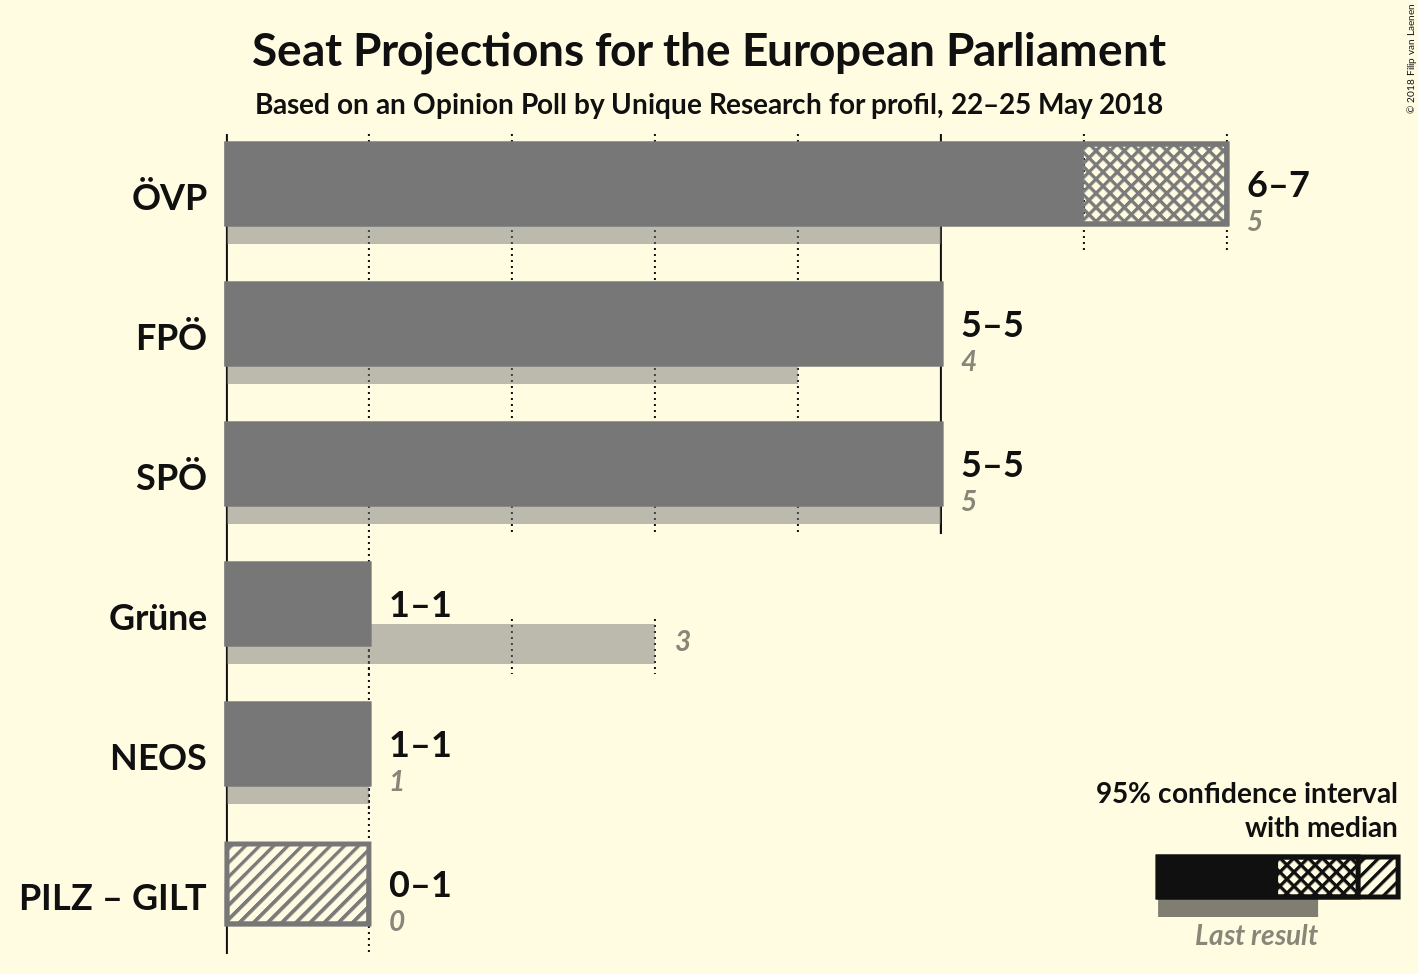 Seat Projections for the European Parliament
Based on an Opinion Poll by Unique Research for profil, 22–25 May 2018
© 2018 Filip van Laenen
ÖVP
6–7
5
FPÖ
5–5
4
SPÖ
5–5
5
Grüne
1–1
3
NEOS
1–1
1
PILZ – GILT
0–1
0
95% confidence interval
with median
Last result